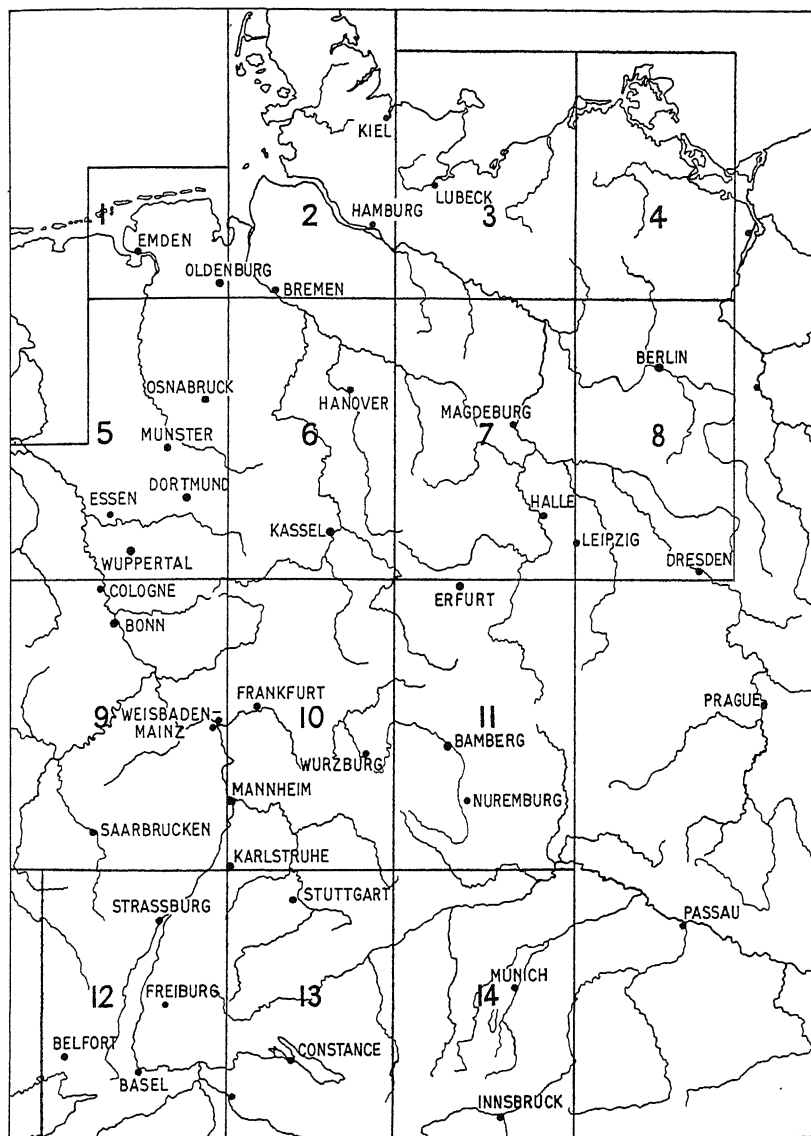 KIEL
LUBECK
1
2
HAMBURG
3
4
EMDEN
OLDENBURG
BREMEN
BERLIN
OSNABRUCK
HANOVER
MAGDEBURG
5
MUNSTER
6
7
8
DORTMUND
ESSEN
HALLE
KASSEL
LEIPZIG
WUPPERTAL
DRESDEN
COLOGNE
ERFURT
BONN
FRANKFURT
PRAGUE
9
WEISBADEN-
MAINZ
10
11
BAMBERG
WURZBURG
MANNHEIM
NUREMBURG
SAARBRUCKEN
KARLSTRUHE
STUTTGART
STRASSBURG
PASSAU
MUNICH
12
FREIBURG
13
14
BELFORT
CONSTANCE
BASEL
INNSBRUCK